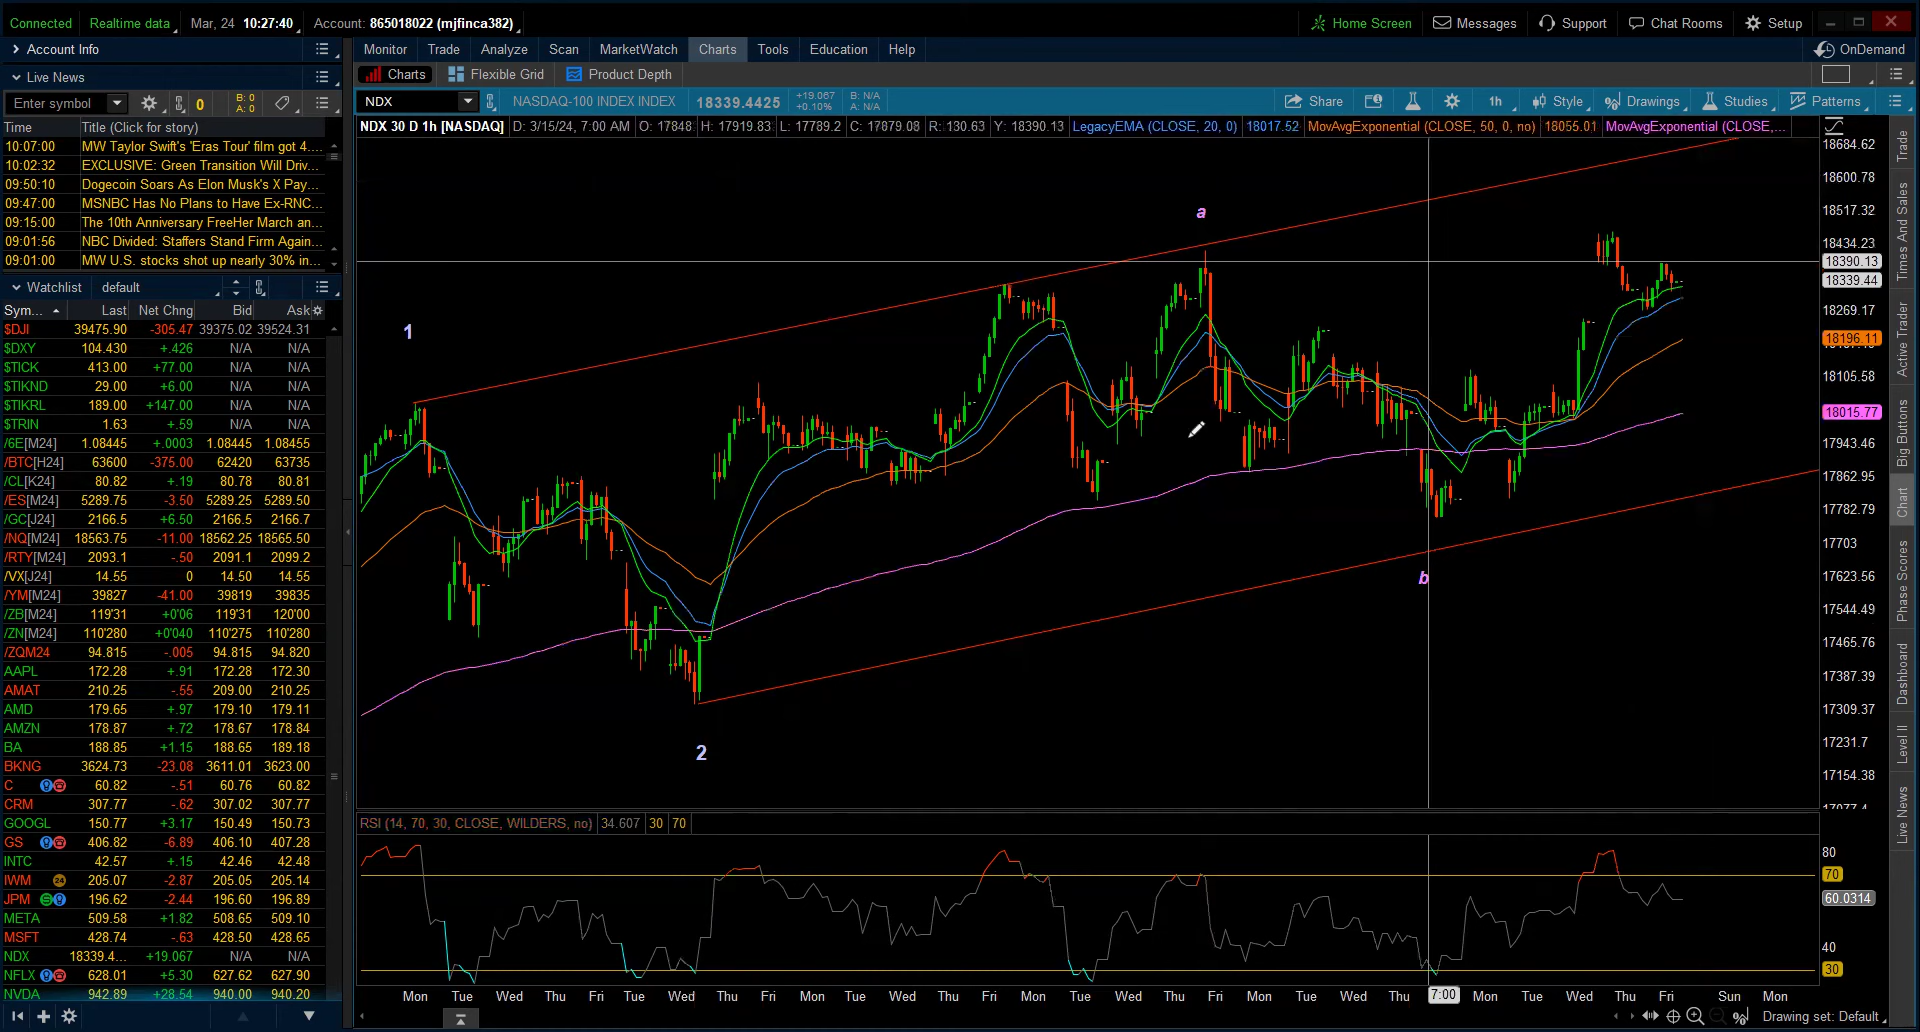 Connected Realtime data Mar, 24 10:27:40 Account: 865018022 (mjfinca382) Home Screen Messages Support Chat Rooms Setup
Account Info Monitor Trade Analyze Scan MarketWatch Charts Tools Education Help OnDemand
Live News Charts Flexible Grid Product Depth
Enter symbol 0 B: 0 A: 0 NDX NASDAQ-100 INDEX INDEX 18339.4425 +19.067 +0.10% B: N/A A: N/A Share 1h Style Drawings Studies Patterns
Time Title (Click for story) NDX 30 D 1h [NASDAQ] D: 3/15/24, 7:00 AM O: 17848 H: 17919.83 L: 17789.2 C: 17879.08 R: 130.63 Y: 18390.13 LegacyEMA (CLOSE, 20, 0) 18017.52 MovAvgExponential (CLOSE, 50, 0, no) 18055.01 MovAvgExponential (CLOSE,...
10:07:00 MW Taylor Swift's 'Eras Tour' film got 4....
10:02:32 EXCLUSIVE: Green Transition Will Driv...
09:50:10 Dogecoin Soars As Elon Musk's X Pay...
09:47:00 MSNBC Has No Plans to Have Ex-RNC...
09:15:00 The 10th Anniversary FreeHer March an...
09:01:56 NBC Divided: Staffers Stand Firm Again...
09:01:00 MW U.S. stocks shot up nearly 30% in...
Watchlist default
Sym... Last Net Chng Bid Ask
$DJI 39475.90 -305.47 39375.02 39524.31
$DXY 104.430 +.426 N/A N/A
$TICK 413.00 +77.00 N/A N/A
$TIKND 29.00 +6.00 N/A N/A
$TIKRL 189.00 +147.00 N/A N/A
$TRIN 1.63 +.59 N/A N/A
/6E[M24] 1.08445 +.0003 1.08445 1.08455
/BTC[H24] 63600 -375.00 62420 63735
/CL[K24] 80.82 +.19 80.78 80.81
/ES[M24] 5289.75 -3.50 5289.25 5289.50
/GC[J24] 2166.5 +6.50 2166.5 2166.7
/NQ[M24] 18563.75 -11.00 18562.25 18565.50
/RTY[M24] 2093.1 -.50 2091.1 2099.2
/VX[J24] 14.55 0 14.50 14.55
/YM[M24] 39827 -41.00 39819 39835
/ZB[M24] 119'31 +0'06 119'31 120'00
/ZN[M24] 110'280 +0'040 110'275 110'280
/ZQM24 94.815 -.005 94.815 94.820
AAPL 172.28 +.91 172.28 172.30
AMAT 210.25 -.55 209.00 210.25
AMD 179.65 +.97 179.10 179.11
AMZN 178.87 +.72 178.67 178.84
BA 188.85 +1.15 188.65 189.18
BKNG 3624.73 -23.08 3611.01 3623.00
C 60.82 -.51 60.76 60.82
CRM 307.77 -.62 307.02 307.77
GOOGL 150.77 +3.17 150.49 150.73
GS 406.82 -6.89 406.10 407.28
INTC 42.57 +.15 42.46 42.48
IWM 24 205.07 -2.87 205.05 205.14
JPM 196.62 -2.44 196.60 196.89
META 509.58 +1.82 508.65 509.10
MSFT 428.74 -.63 428.50 428.65
NDX 18339.4... +19.067 N/A N/A
NFLX 628.01 +5.30 627.62 627.90
NVDA 942.89 +28.54 940.00 940.20
1
2
a
b
18684.62
18600.78
18517.32
18434.23
18390.13
18339.44
18269.17
18196.11
18105.58
18015.77
17943.46
17862.95
17782.79
17703
17623.56
17544.49
17465.76
17387.39
17309.37
17231.7
17154.38
RSI (14, 70, 30, CLOSE, WILDERS, no) 34.607 30 70
80
70
60.0314
40
30
Mon Tue Wed Thu Fri Tue Wed Thu Fri Mon Tue Wed Thu Fri Mon Tue Wed Thu Fri Mon Tue Wed Thu 7:00 Mon Tue Wed Thu Fri Sun Mon
Drawing set: Default
Trade
Times And Sales
Active Trader
Big Buttons
Chart
Phase Scores
Dashboard
Level II
Live News